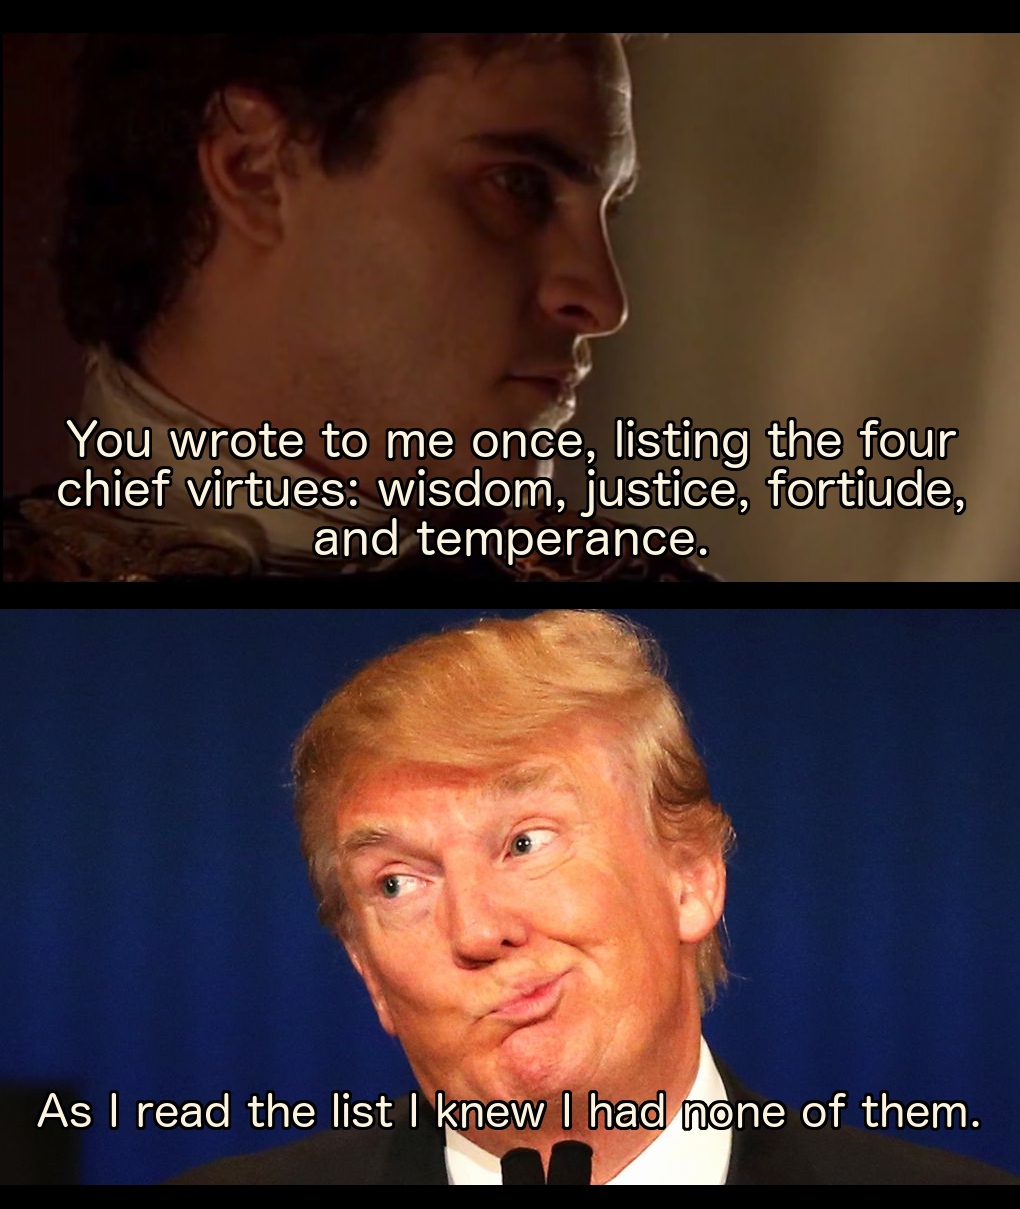 You wrote to me once, listing the four
chief virtues: wisdom, justice, fortiude,
and temperance.
As I read the list I knew I had none of them.